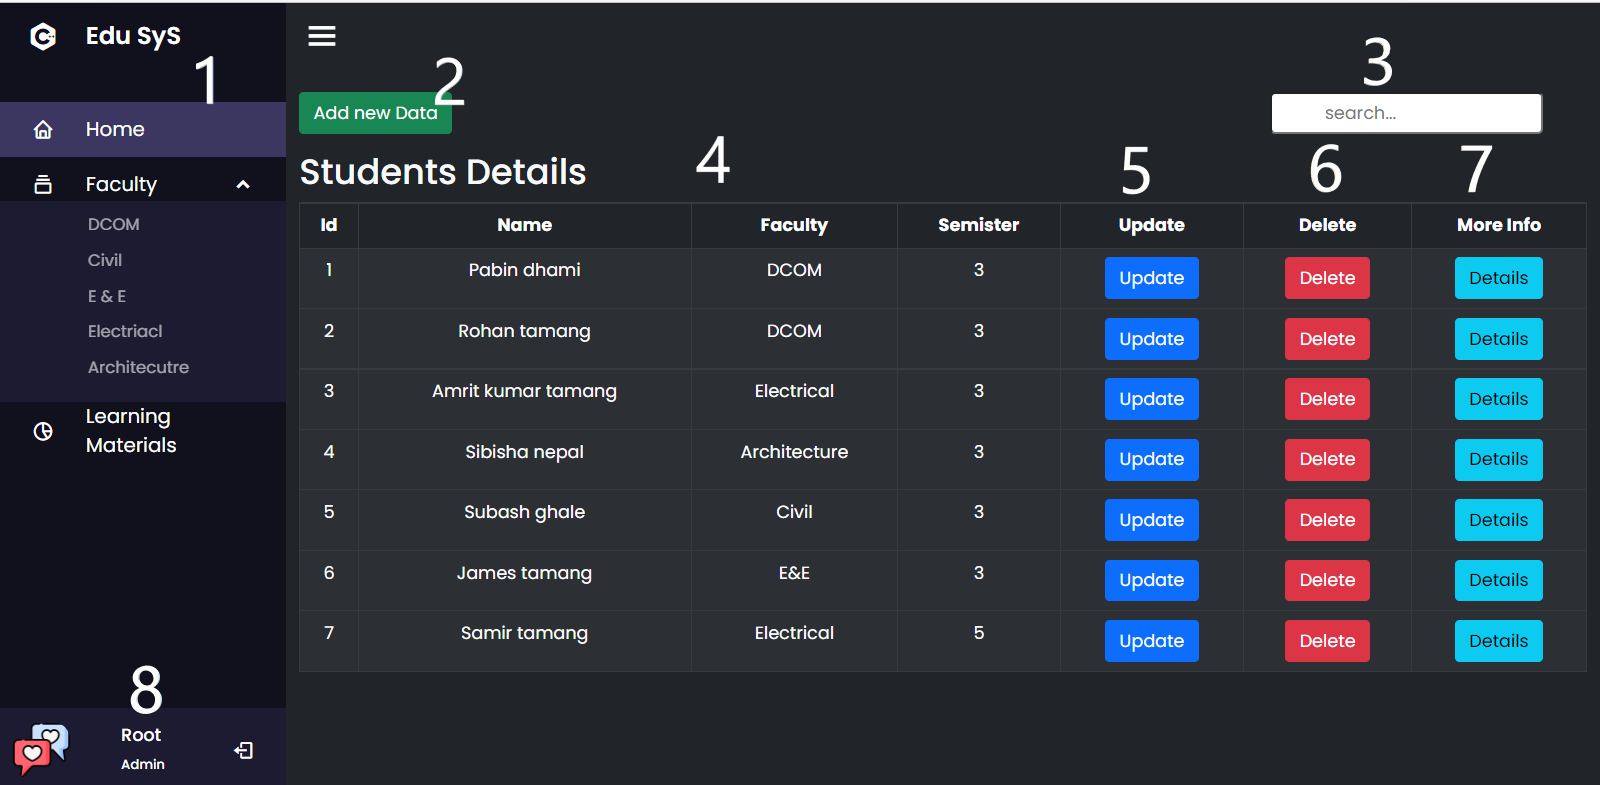 Edu SyS
1
2
3
Home
Add new Data
search...
Students Details
4
5
6
7
Faculty
DCOM
Civil
E & E
Electriacl
Architecutre
Learning
Materials
Id Name Faculty Semister Update Delete More Info
1 Pabin dhami DCOM 3 Update Delete Details
2 Rohan tamang DCOM 3 Update Delete Details
3 Amrit kumar tamang Electrical 3 Update Delete Details
4 Sibisha nepal Architecture 3 Update Delete Details
5 Subash ghale Civil 3 Update Delete Details
6 James tamang E&E 3 Update Delete Details
7 Samir tamang Electrical 5 Update Delete Details
8
Root
Admin